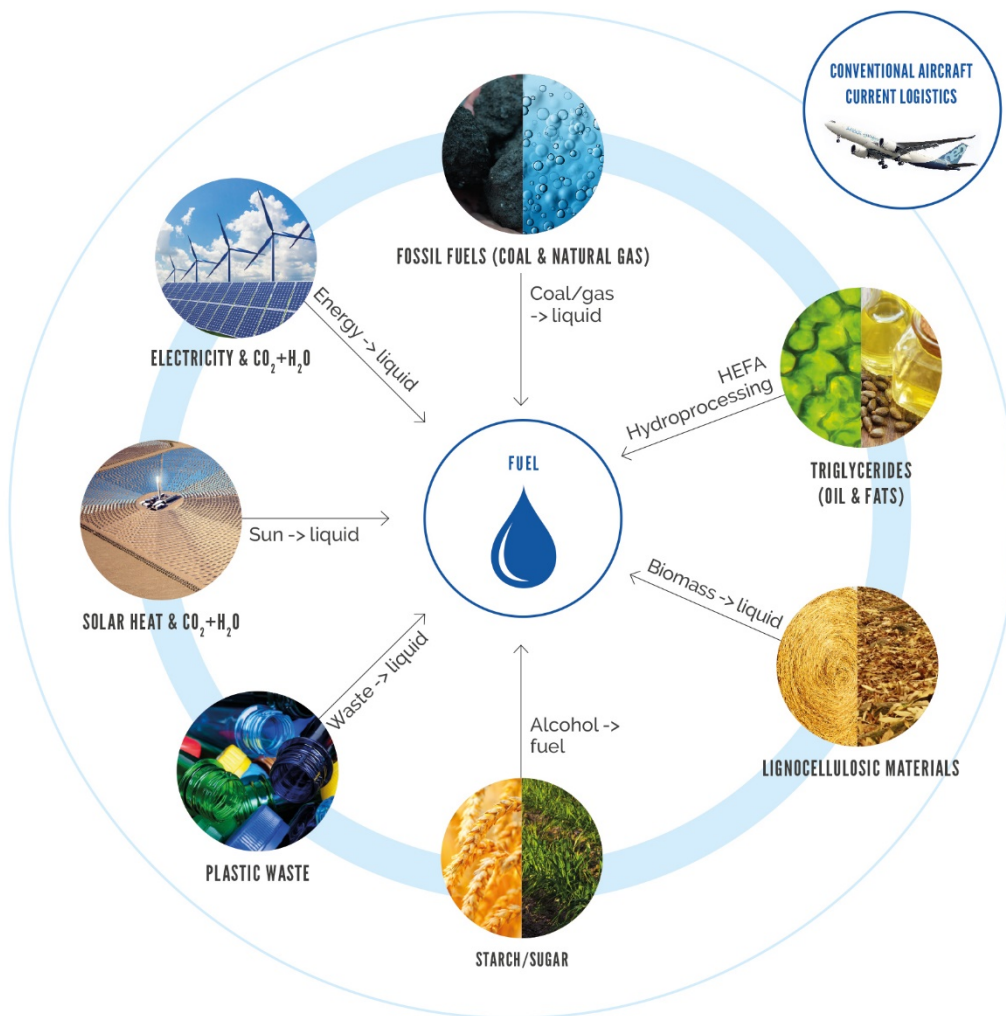 CONVENTIONAL AIRCRAFT
CURRENT LOGISTICS
FOSSIL FUELS (COAL & NATURAL GAS)
Coal/gas
-> liquid
ELECTRICITY & CO₂+H₂O
Energy -> liquid
HEFA
Hydroprocessing
TRIGLYCERIDES
(OIL & FATS)
FUEL
SOLAR HEAT & CO₂+H₂O
Sun -> liquid
Biomass -> liquid
LIGNOCELLULOSIC MATERIALS
Waste -> liquid
PLASTIC WASTE
Alcohol ->
fuel
STARCH/SUGAR